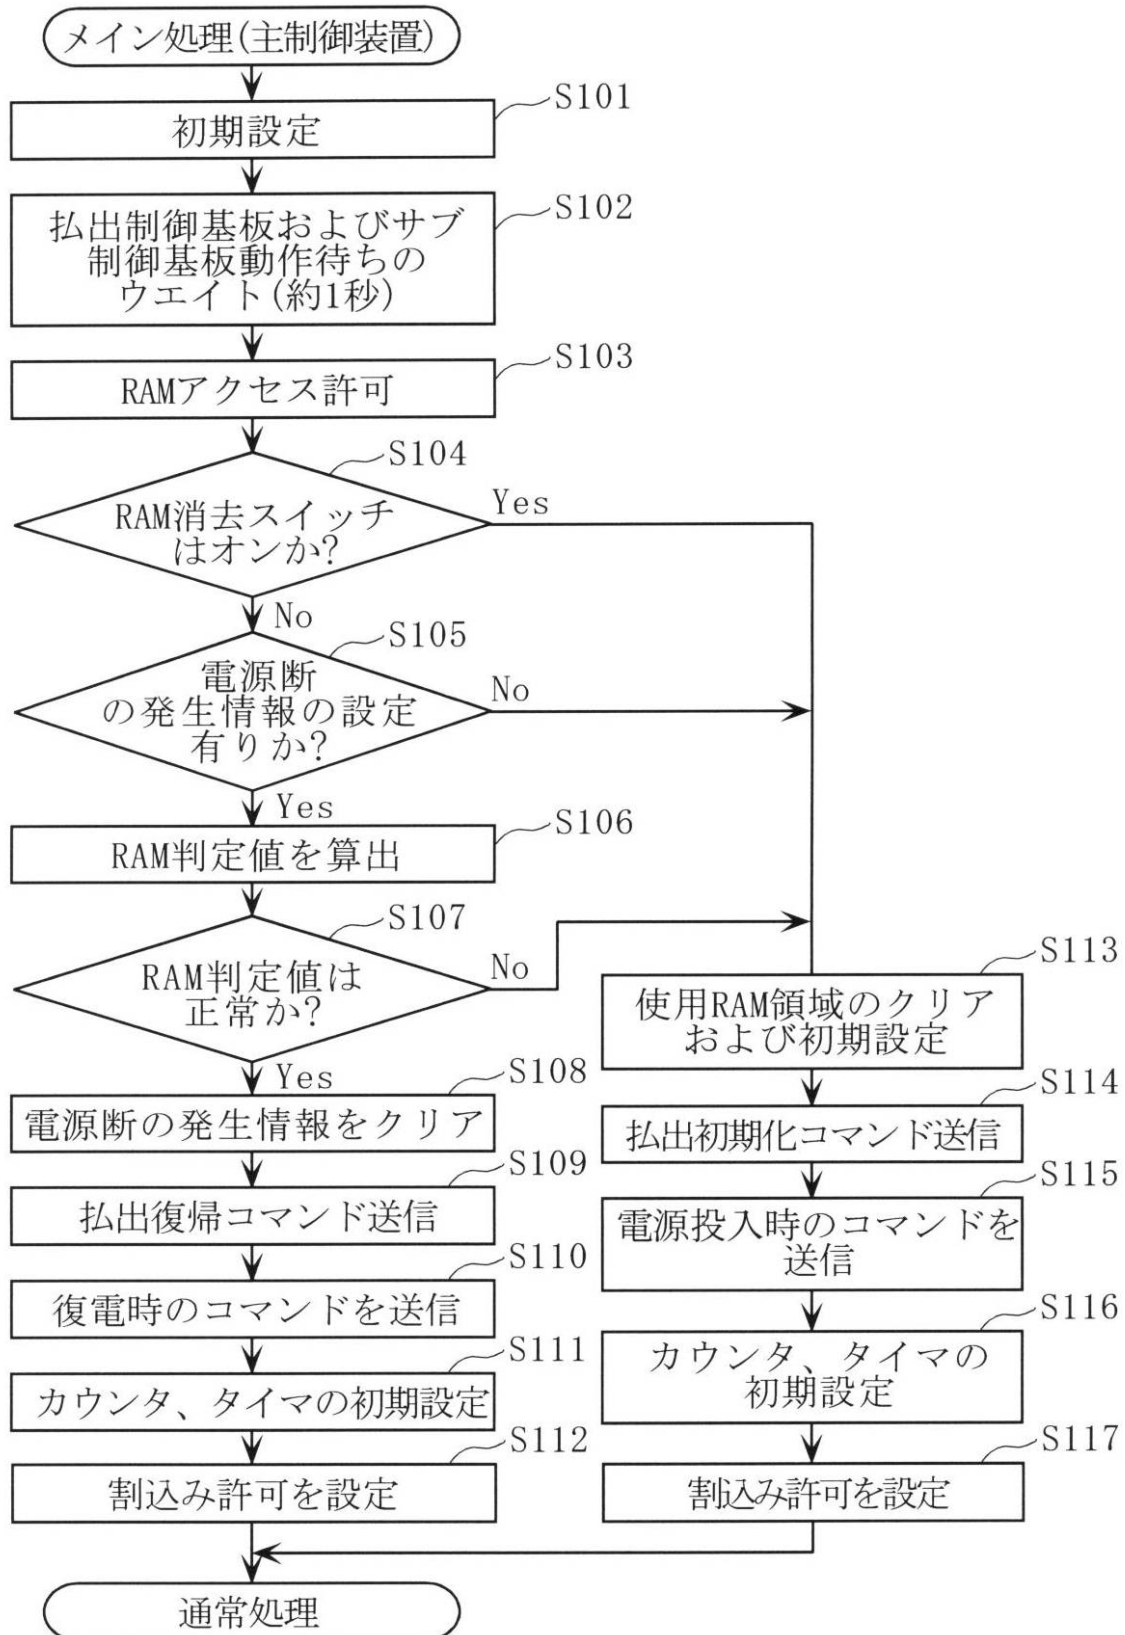 メイン処理(主制御装置)
S101
初期設定
S102
払出制御基板およびサブ
制御基板動作待ちの
ウエイト(約1秒)
S103
RAMアクセス許可
S104
RAM消去スイッチ
はオンか?
Yes
No
S105
電源断
の発生情報の設定
有りか?
No
Yes
S106
RAM判定値を算出
S107
RAM判定値は
正常か?
No
Yes
S108
電源断の発生情報をクリア
S109
払出復帰コマンド送信
S110
復電時のコマンドを送信
S111
カウンタ、タイマの初期設定
S112
割込み許可を設定
S113
使用RAM領域のクリア
および初期設定
S114
払出初期化コマンド送信
S115
電源投入時のコマンドを
送信
S116
カウンタ、タイマの
初期設定
S117
割込み許可を設定
通常処理